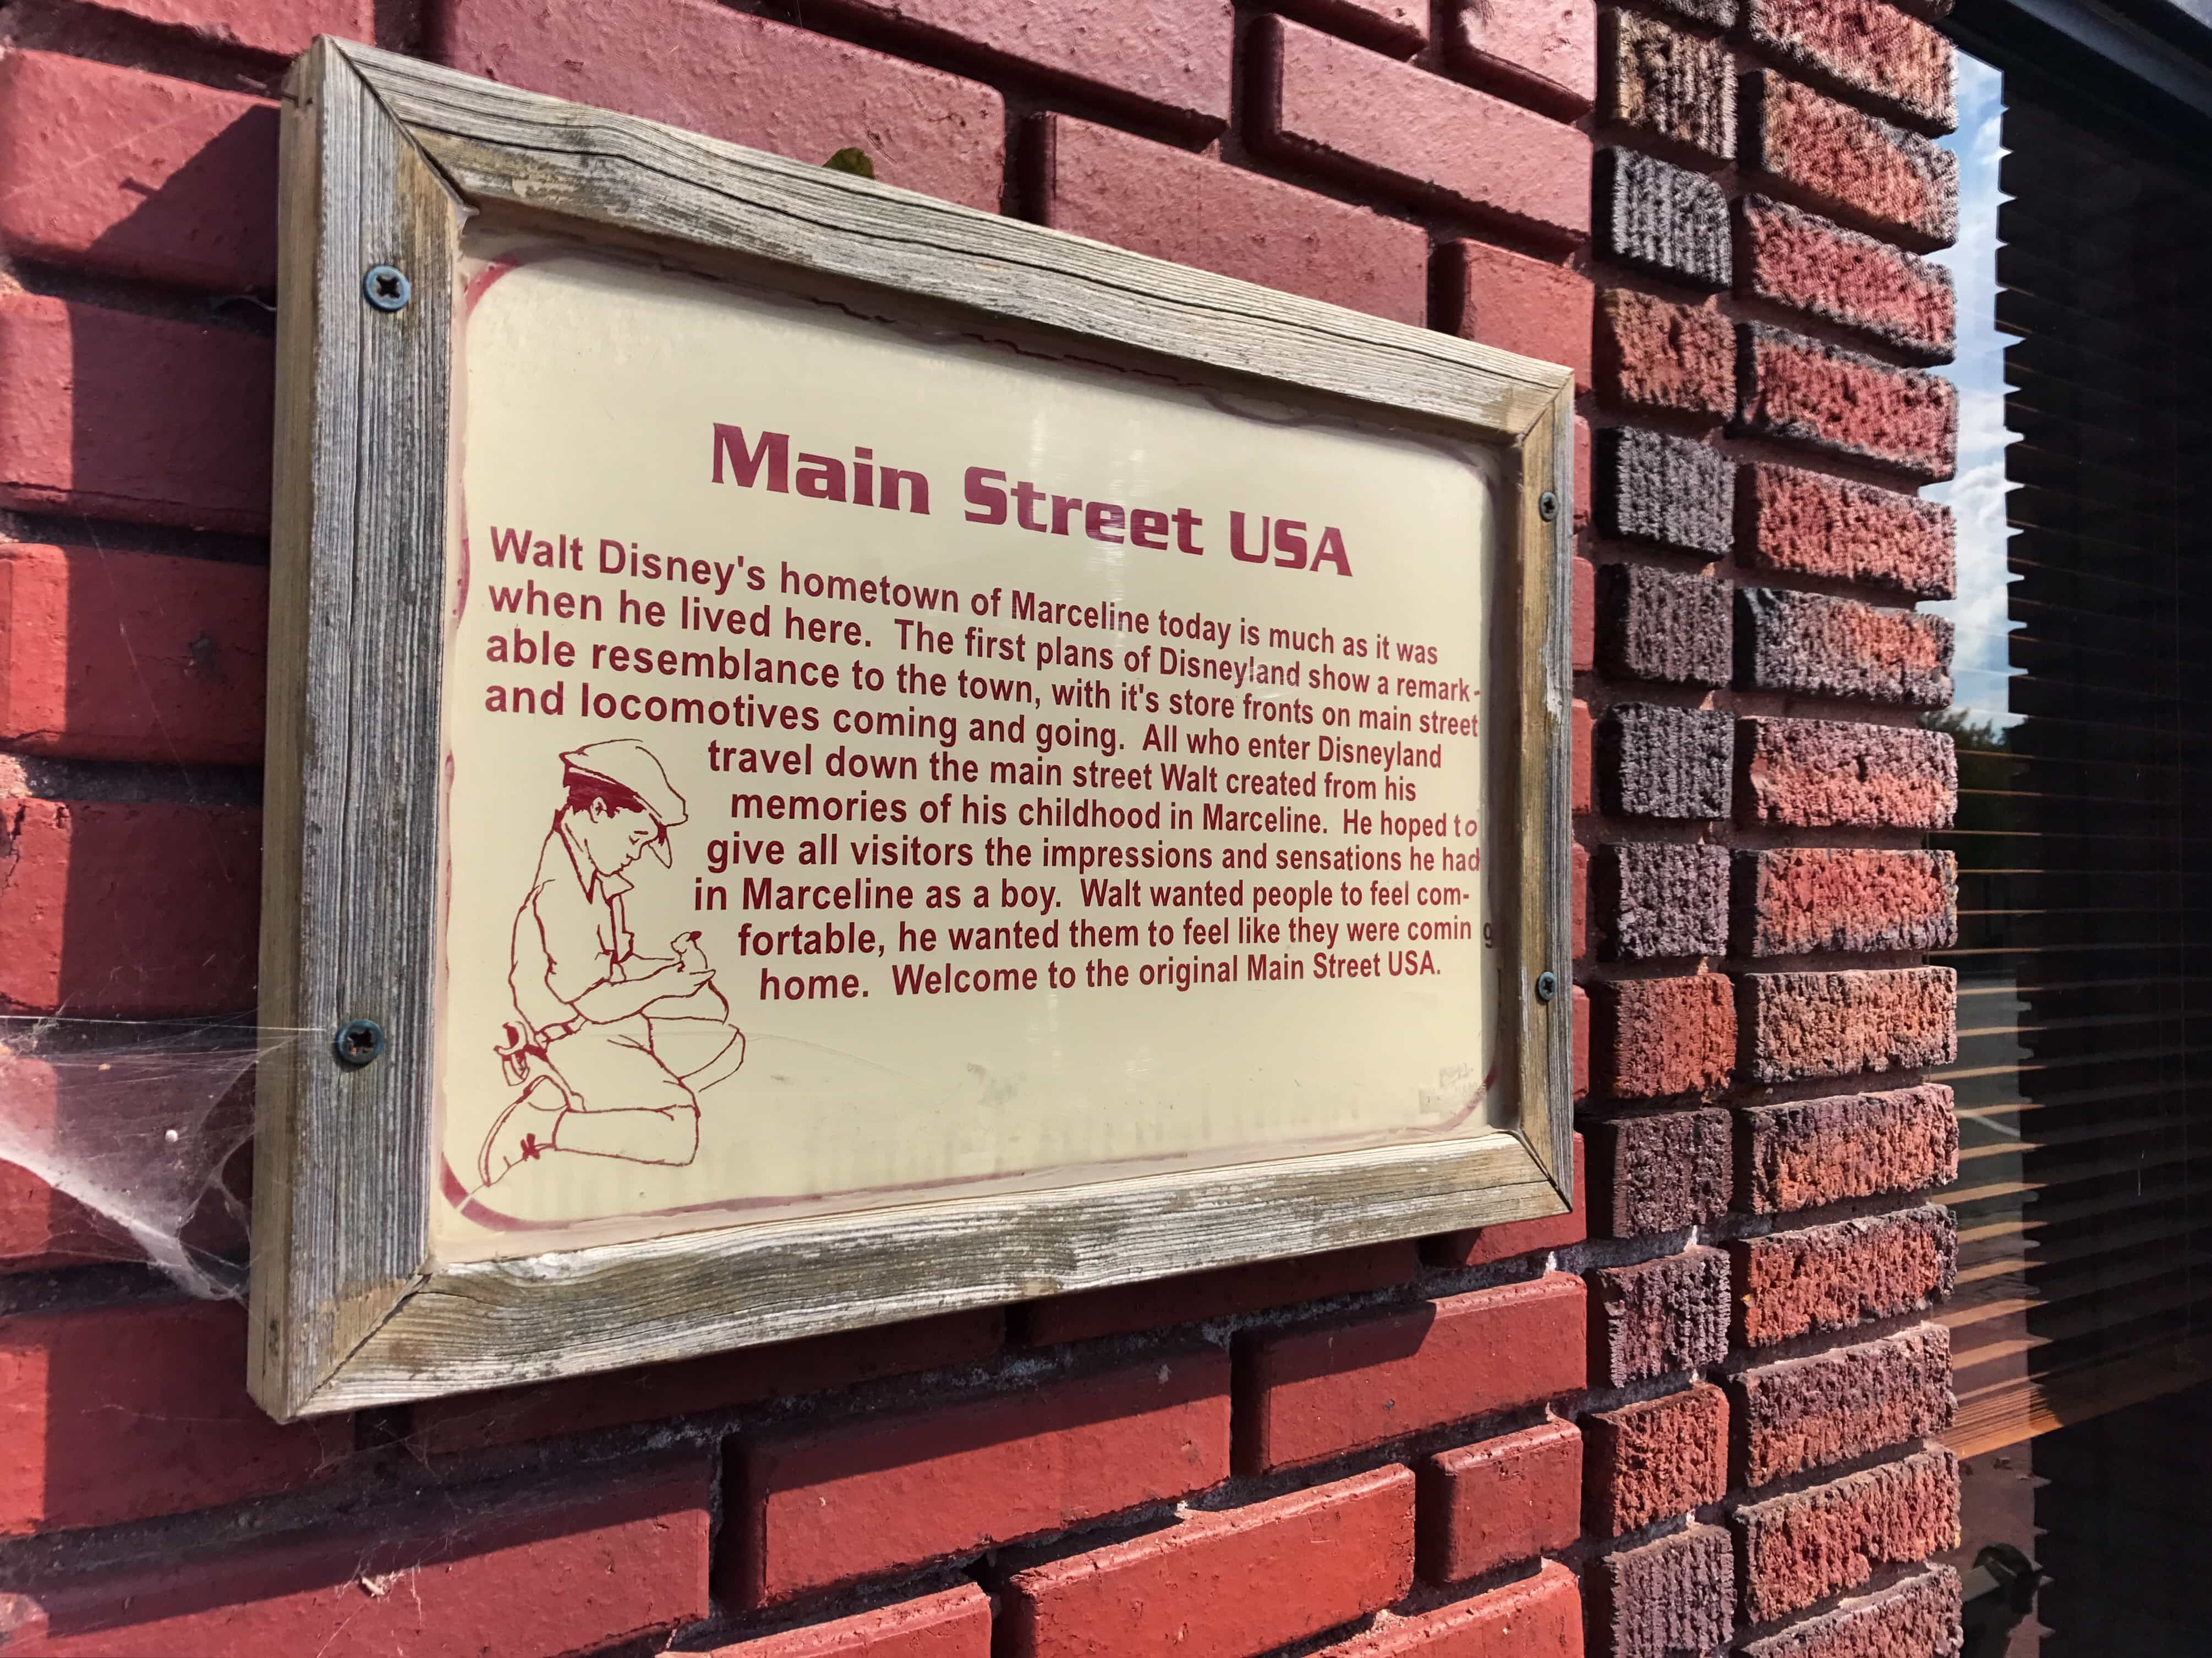 Main Street USA
Walt Disney's hometown of Marceline today is much as it was
when he lived here. The first plans of Disneyland show a remark-
able resemblance to the town, with it's store fronts on main street
and locomotives coming and going. All who enter Disneyland
travel down the main street Walt created from his
memories of his childhood in Marceline. He hoped to
give all visitors the impressions and sensations he had
in Marceline as a boy. Walt wanted people to feel com-
fortable, he wanted them to feel like they were coming
home. Welcome to the original Main Street USA.